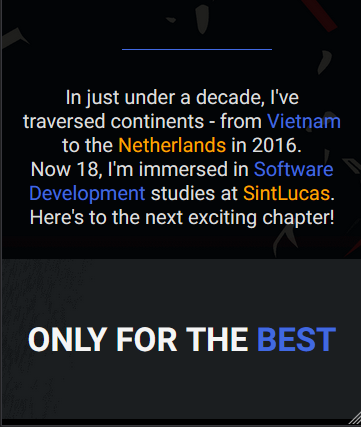 In just under a decade, I've
traversed continents - from Vietnam
to the Netherlands in 2016.
Now 18, I'm immersed in Software
Development studies at SintLucas.
Here's to the next exciting chapter!
ONLY FOR THE BEST